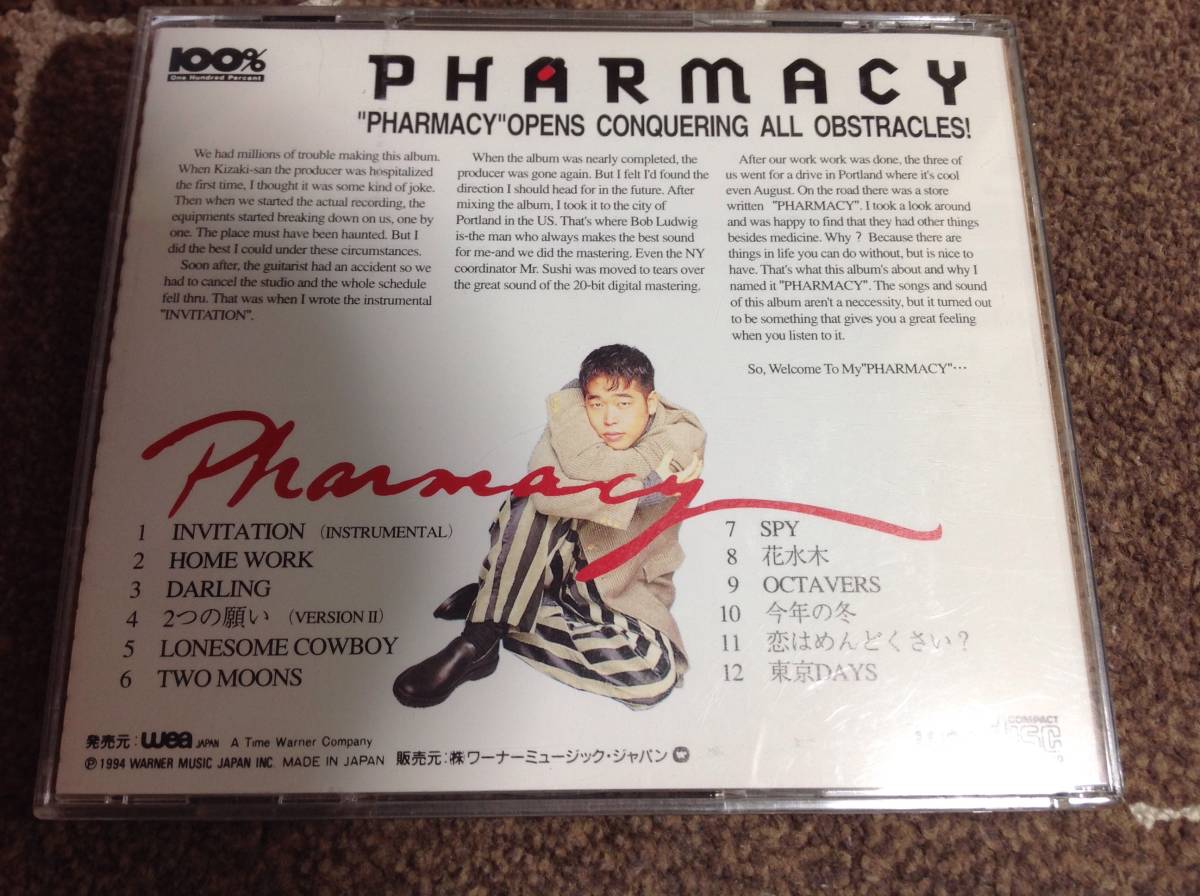 100%
One Hundred Percent
PHARMACY
"PHARMACY"OPENS CONQUERING ALL OBSTRACLES!
We had millions of trouble making this album.
When Kizaki-san the producer was hospitalized
the first time, I thought it was some kind of joke.
Then when we started the actual recording, the
equipments started breaking down on us, one by
one. The place must have been haunted. But I
did the best I could under these circumstances.
Soon after, the guitarist had an accident so we
had to cancel the studio and the whole schedule
fell thru. That was when I wrote the instrumental
"INVITATION".
When the album was nearly completed, the
producer was gone again. But I felt I'd found the
direction I should head for in the future. After
mixing the album, I took it to the city of
Portland in the US. That's where Bob Ludwig
is-the man who always makes the best sound
for me-and we did the mastering. Even the NY
coordinator Mr. Sushi was moved to tears over
the great sound of the 20-bit digital mastering.
After our work work was done, the three of
us went for a drive in Portland where it's cool
even August. On the road there was a store
written "PHARMACY". I took a look around
and was happy to find that they had other things
besides medicine. Why ? Because there are
things in life you can do without, but is nice to
have. That's what this album's about and why I
named it "PHARMACY". The songs and sound
of this album aren't a neccessity, but it turned out
to be something that gives you a great feeling
when you listen to it.
So, Welcome To My"PHARMACY"…
Pharmacy
1 INVITATION (INSTRUMENTAL)
2 HOME WORK
3 DARLING
4 2つの願い (VERSION II)
5 LONESOME COWBOY
6 TWO MOONS
7 SPY
8 花水木
9 OCTAVERS
10 今年の冬
11 恋はめんどくさい？
12 東京DAYS
発売元：wea JAPAN A Time Warner Company
℗1994 WARNER MUSIC JAPAN INC. MADE IN JAPAN 販売元：㈱ワーナーミュージック・ジャパン
COMPACT